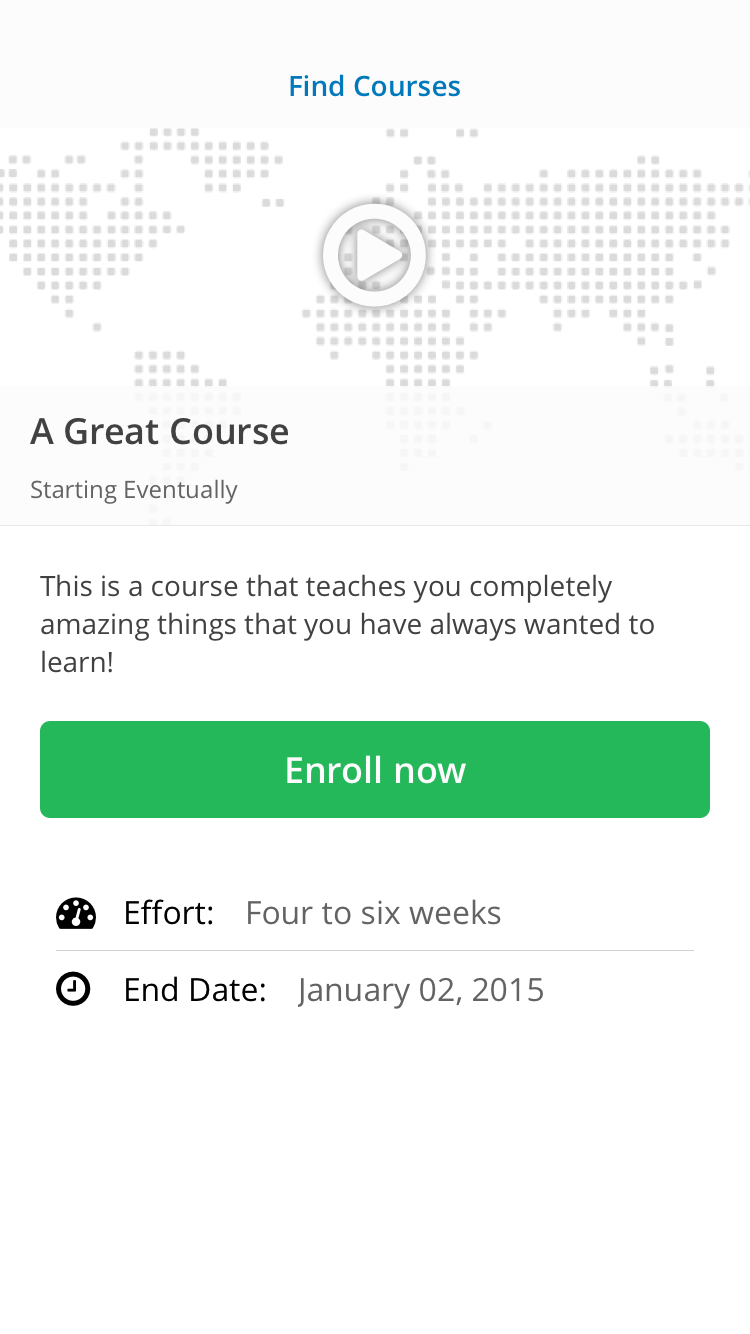 Find Courses
A Great Course
Starting Eventually
This is a course that teaches you completely
amazing things that you have always wanted to
learn!
Enroll now
Effort: Four to six weeks
End Date: January 02, 2015